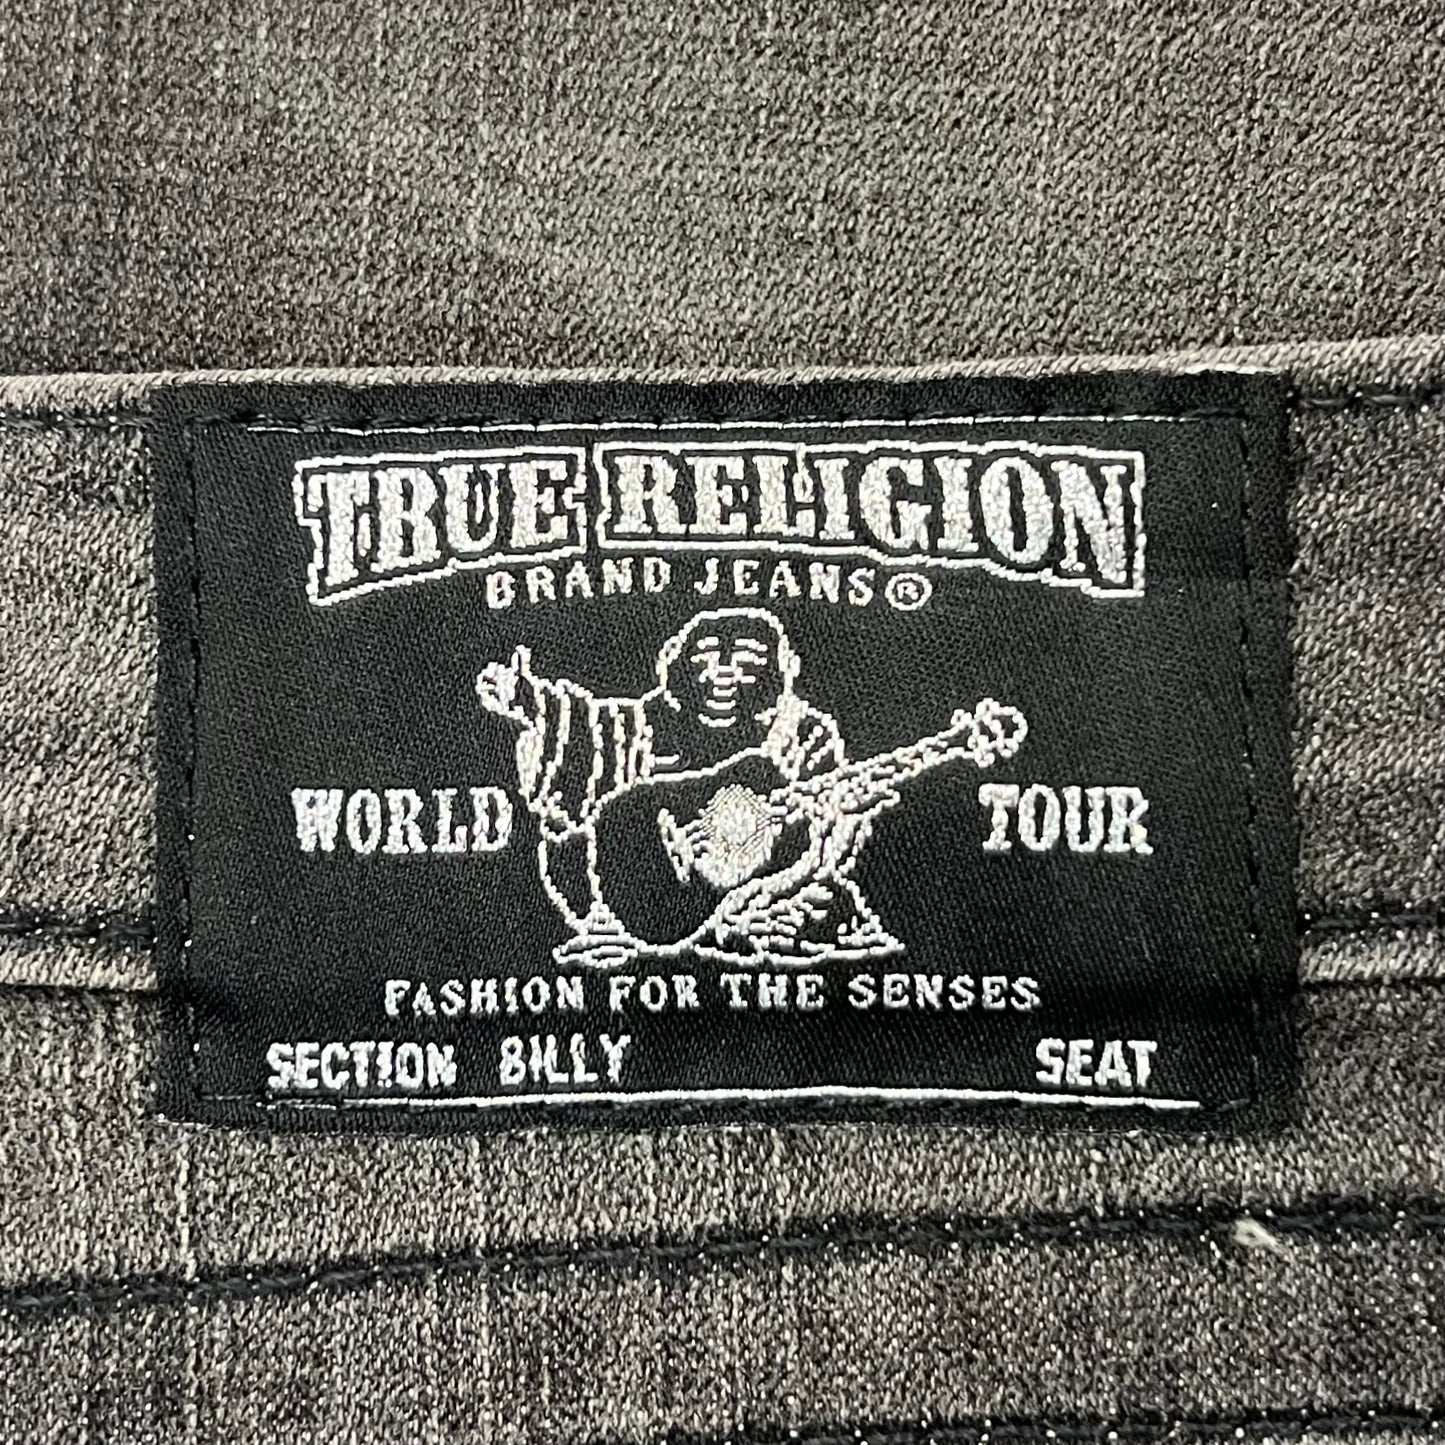 TRUE RELIGION
BRAND JEANS®
WORLD TOUR
FASHION FOR THE SENSES
SECTION BILLY SEAT